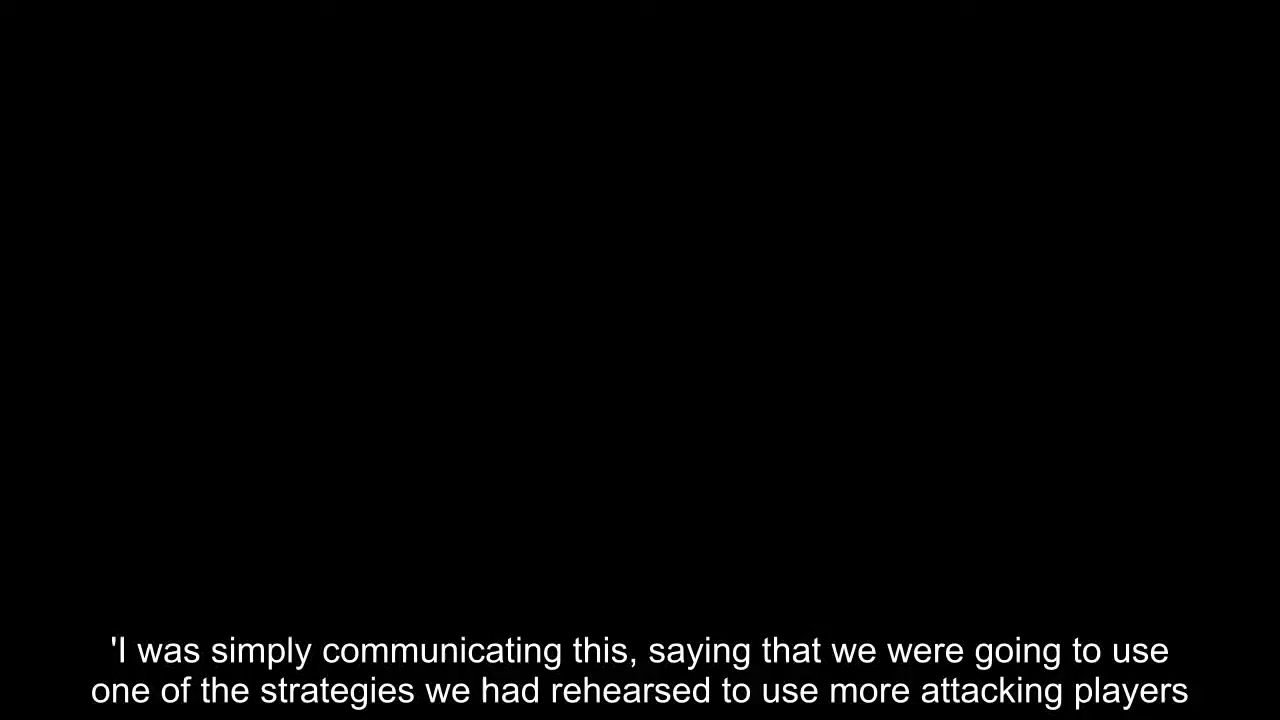 'I was simply communicating this, saying that we were going to use
one of the strategies we had rehearsed to use more attacking players